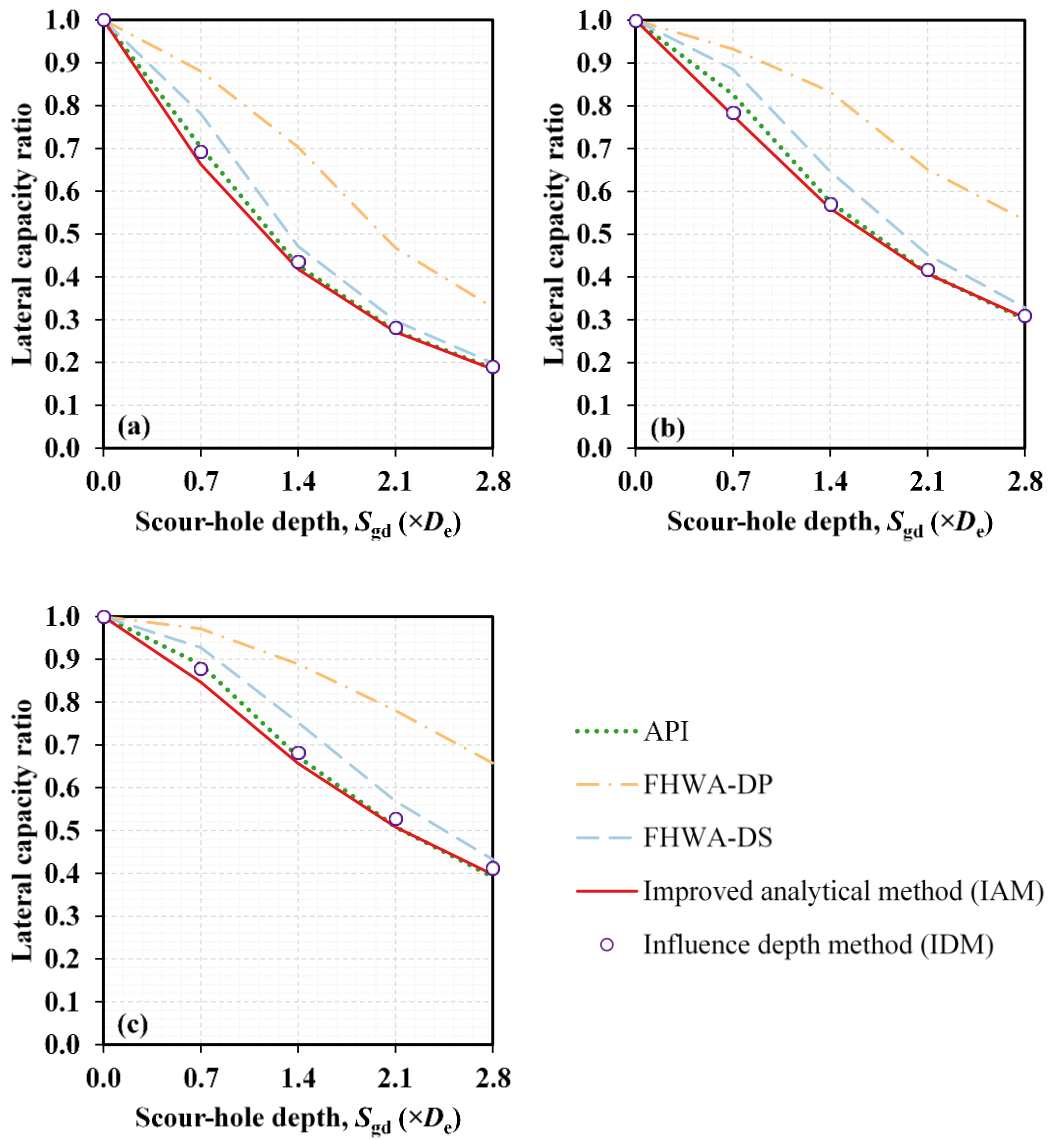 1.0
0.9
0.8
0.7
0.6
0.5
0.4
0.3
0.2
0.1
0.0
Lateral capacity ratio
(a)
0.0 0.7 1.4 2.1 2.8
Scour-hole depth, Sgd (×De)
1.0
0.9
0.8
0.7
0.6
0.5
0.4
0.3
0.2
0.1
0.0
Lateral capacity ratio
(b)
0.0 0.7 1.4 2.1 2.8
Scour-hole depth, Sgd (×De)
1.0
0.9
0.8
0.7
0.6
0.5
0.4
0.3
0.2
0.1
0.0
Lateral capacity ratio
(c)
0.0 0.7 1.4 2.1 2.8
Scour-hole depth, Sgd (×De)
API
FHWA-DP
FHWA-DS
Improved analytical method (IAM)
Influence depth method (IDM)